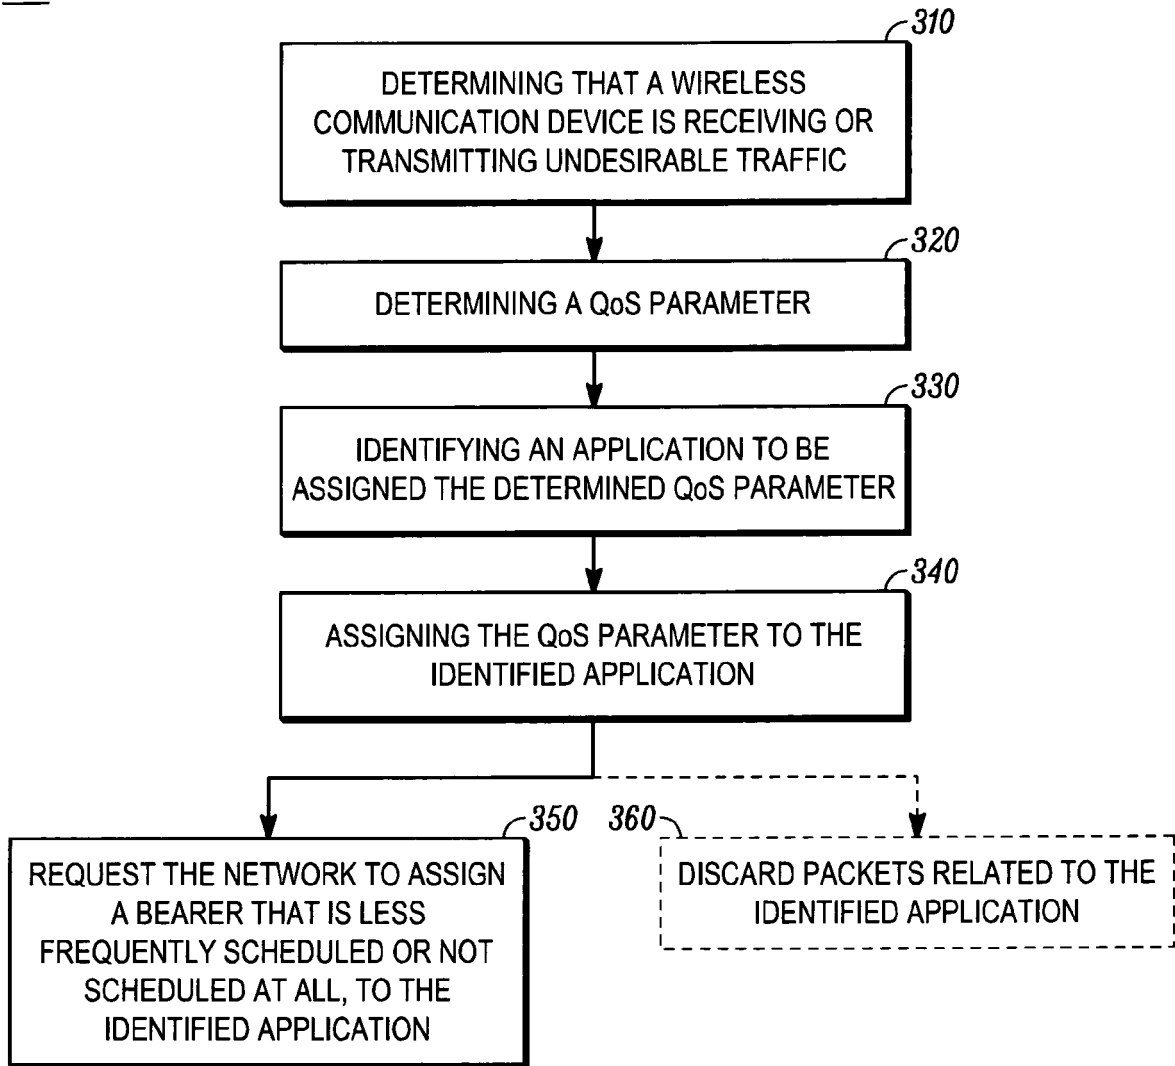 310
DETERMINING THAT A WIRELESS
COMMUNICATION DEVICE IS RECEIVING OR
TRANSMITTING UNDESIRABLE TRAFFIC
320
DETERMINING A QoS PARAMETER
330
IDENTIFYING AN APPLICATION TO BE
ASSIGNED THE DETERMINED QoS PARAMETER
340
ASSIGNING THE QoS PARAMETER TO THE
IDENTIFIED APPLICATION
350
REQUEST THE NETWORK TO ASSIGN
A BEARER THAT IS LESS
FREQUENTLY SCHEDULED OR NOT
SCHEDULED AT ALL, TO THE
IDENTIFIED APPLICATION
360
DISCARD PACKETS RELATED TO THE
IDENTIFIED APPLICATION